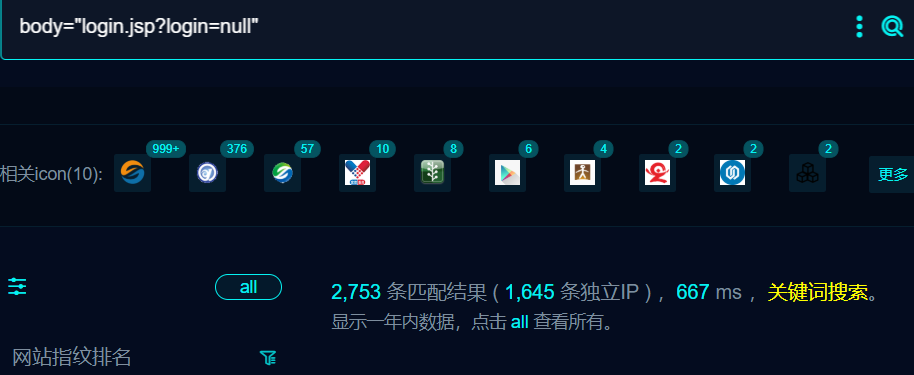 body="login.jsp?login=null"
999+ 376 57 10 8 6 4 2 2 2
相关icon(10): 更多
all
2,753 条匹配结果 ( 1,645 条独立IP ) ，667 ms ，关键词搜索。
显示一年内数据，点击 all 查看所有。
网站指纹排名